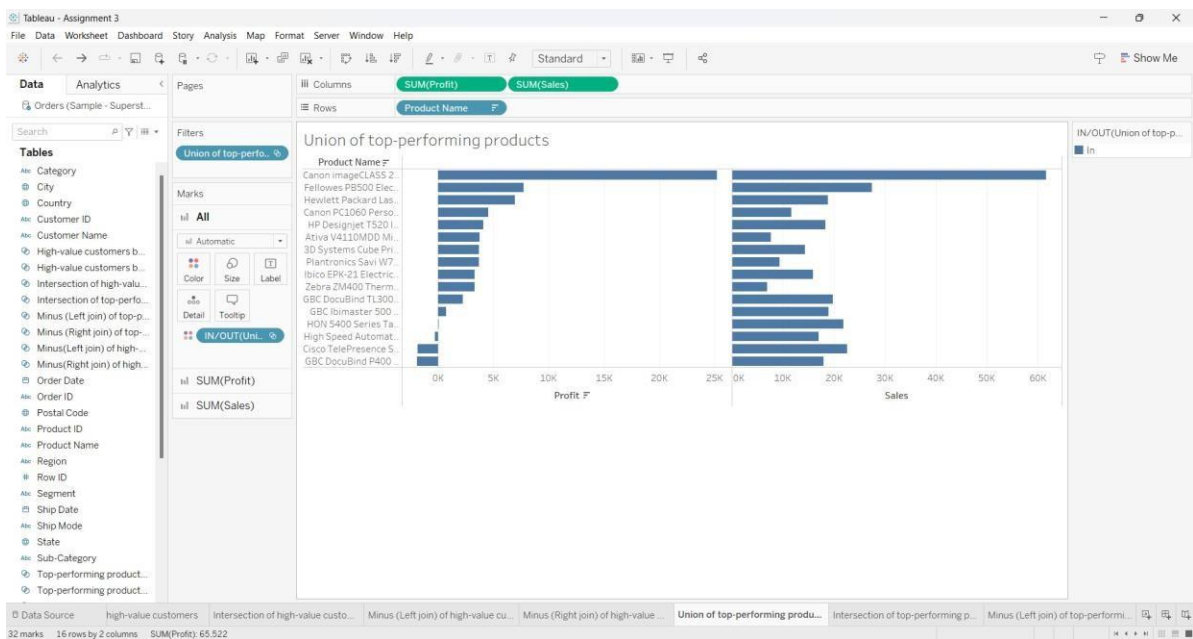 Tableau - Assignment 3
File Data Worksheet Dashboard Story Analysis Map Format Server Window Help
Standard
Show Me
Data
Analytics
Orders (Sample - Superst...
Search
Tables
Abc Category
City
Country
Abc Customer ID
Abc Customer Name
High-value customers b...
High-value customers b...
Intersection of high-valu...
Intersection of top-perfo...
Minus (Left join) of top-p...
Minus (Right join) of top-...
Minus(Left join) of high-...
Minus(Right join) of high...
Order Date
Abc Order ID
Postal Code
Abc Product ID
Abc Product Name
Abc Region
# Row ID
Abc Segment
Ship Date
Abc Ship Mode
State
Abc Sub-Category
Top-performing product...
Top-performing product...
Pages
Filters
Union of top-perfo..
Marks
All
Automatic
Color Size Label
Detail Tooltip
IN/OUT(Uni..
SUM(Profit)
SUM(Sales)
Columns SUM(Profit) SUM(Sales)
Rows Product Name
Union of top-performing products
Product Name
Canon imageCLASS 2..
Fellowes PB500 Elec..
Hewlett Packard Las..
Canon PC1060 Perso..
HP Designjet T520 I..
Ativa V4110MDD Mi..
3D Systems Cube Pri..
Plantronics Savi W7..
Ibico EPK-21 Electric..
Zebra ZM400 Therm..
GBC DocuBind TL300..
GBC Ibimaster 500 ..
HON 5400 Series Ta..
High Speed Automat..
Cisco TelePresence S..
GBC DocuBind P400 ..
0K 5K 10K 15K 20K 25K 0K 10K 20K 30K 40K 50K 60K
Profit Sales
IN/OUT(Union of top-p...
In
Data Source high-value customers Intersection of high-value custo... Minus (Left join) of high-value cu... Minus (Right join) of high-value ... Union of top-performing produ... Intersection of top-performing p... Minus (Left join) of top-performi...
32 marks 16 rows by 2 columns SUM(Profit): 65,522